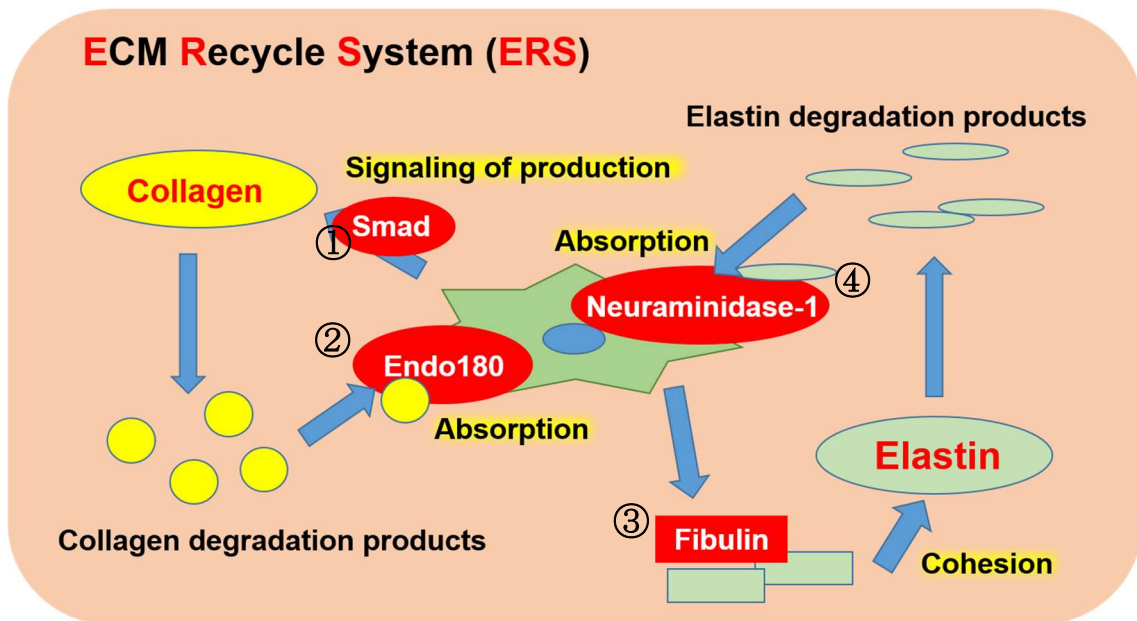 ECM Recycle System (ERS)
Elastin degradation products
Signaling of production
Collagen
Smad
①
Absorption
④
Neuraminidase-1
②
Endo180
Absorption
Elastin
③
Fibulin
Collagen degradation products
Cohesion